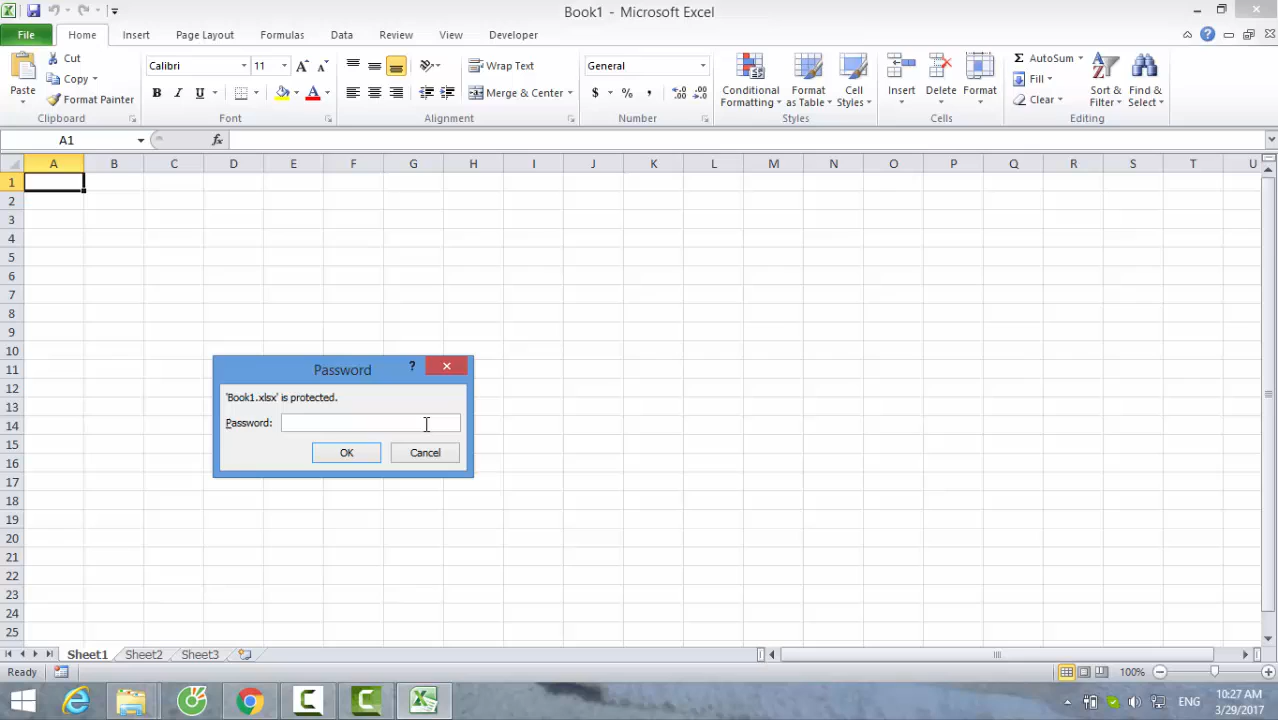 Book1 - Microsoft Excel
File Home Insert Page Layout Formulas Data Review View Developer
Paste
Cut
Copy
Format Painter
Clipboard
Calibri 11
B I U
Font
Wrap Text
Merge & Center
Alignment
General
$ % ,
Number
Conditional Formatting
Format as Table
Cell Styles
Styles
Insert
Delete
Format
Cells
AutoSum
Fill
Clear
Sort & Filter
Find & Select
Editing
A1
fx
A B C D E F G H I J K L M N O P Q R S T U
1
2
3
4
5
6
7
8
9
10
11
12
13
14
15
16
17
18
19
20
21
22
23
24
25
Password
?
'Book1.xlsx' is protected.
Password:
OK Cancel
Sheet1 Sheet2 Sheet3
Ready
100%
ENG
10:27 AM
3/29/2017